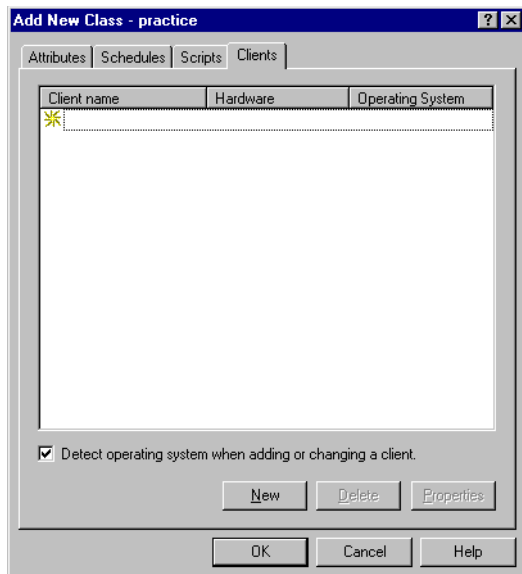 Add New Class - practice
Attributes Schedules Scripts Clients
Client name Hardware Operating System
Detect operating system when adding or changing a client.
New Delete Properties
OK Cancel Help